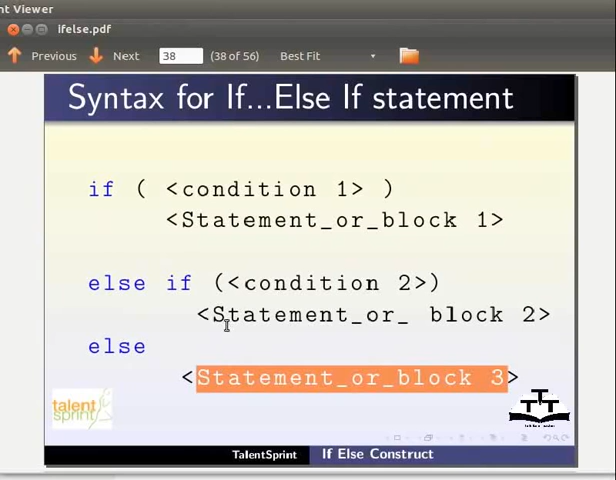 nt Viewer
ifelse.pdf
Previous Next 38 (38 of 56) Best Fit
Syntax for If...Else If statement
if ( <condition 1> )
<Statement_or_block 1>
else if (<condition 2>)
<Statement_or_ block 2>
else
<Statement_or_block 3>
talent
sprint
TTT
TalentSprint If Else Construct